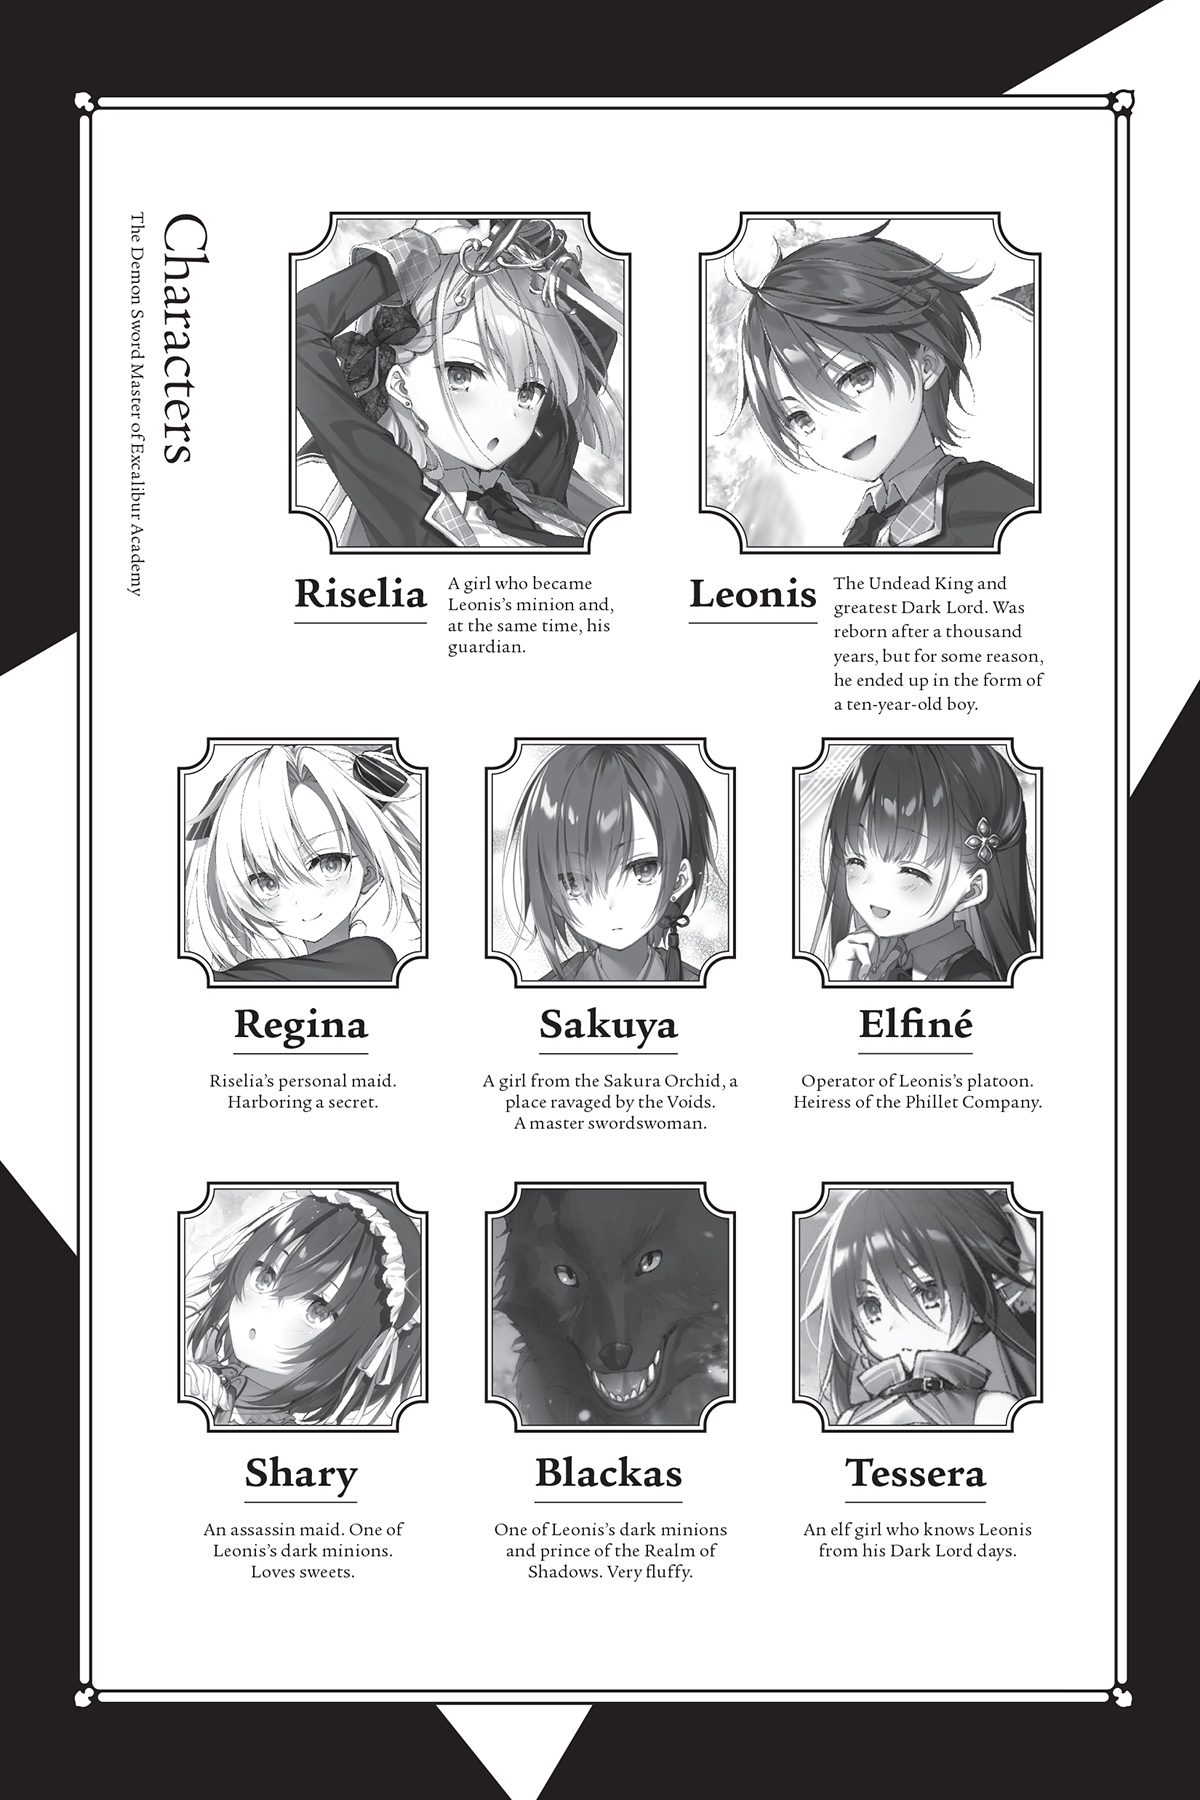 Characters
The Demon Sword Master of Excalibur Academy
Riselia
A girl who became
Leonis's minion and,
at the same time, his
guardian.
Leonis
The Undead King and
greatest Dark Lord. Was
reborn after a thousand
years, but for some reason,
he ended up in the form of
a ten-year-old boy.
Regina
Riselia's personal maid.
Harboring a secret.
Sakuya
A girl from the Sakura Orchid, a
place ravaged by the Voids.
A master swordswoman.
Elfiné
Operator of Leonis's platoon.
Heiress of the Phillet Company.
Shary
An assassin maid. One of
Leonis's dark minions.
Loves sweets.
Blackas
One of Leonis's dark minions
and prince of the Realm of
Shadows. Very fluffy.
Tessera
An elf girl who knows Leonis
from his Dark Lord days.